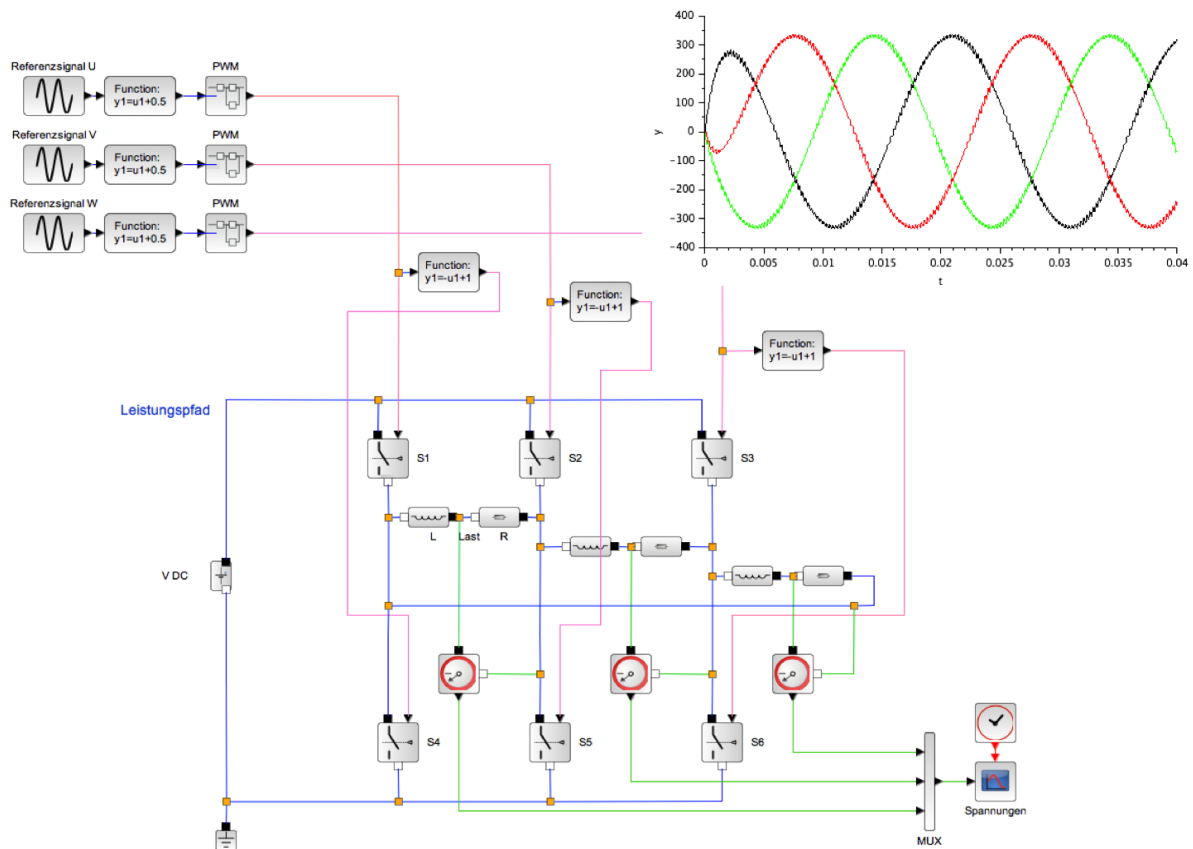 Referenzsignal U
PWM
Function:
y1=u1+0.5
Referenzsignal V
PWM
Function:
y1=u1+0.5
Referenzsignal W
PWM
Function:
y1=u1+0.5
400
300
200
100
0
-100
-200
-300
-400
y
0
0.005
0.01
0.015
0.02
0.025
0.03
0.035
0.04
t
Function:
y1=-u1+1
Function:
y1=-u1+1
Function:
y1=-u1+1
Leistungspfad
S1
S2
S3
L
Last
R
V DC
S4
S5
S6
MUX
Spannungen